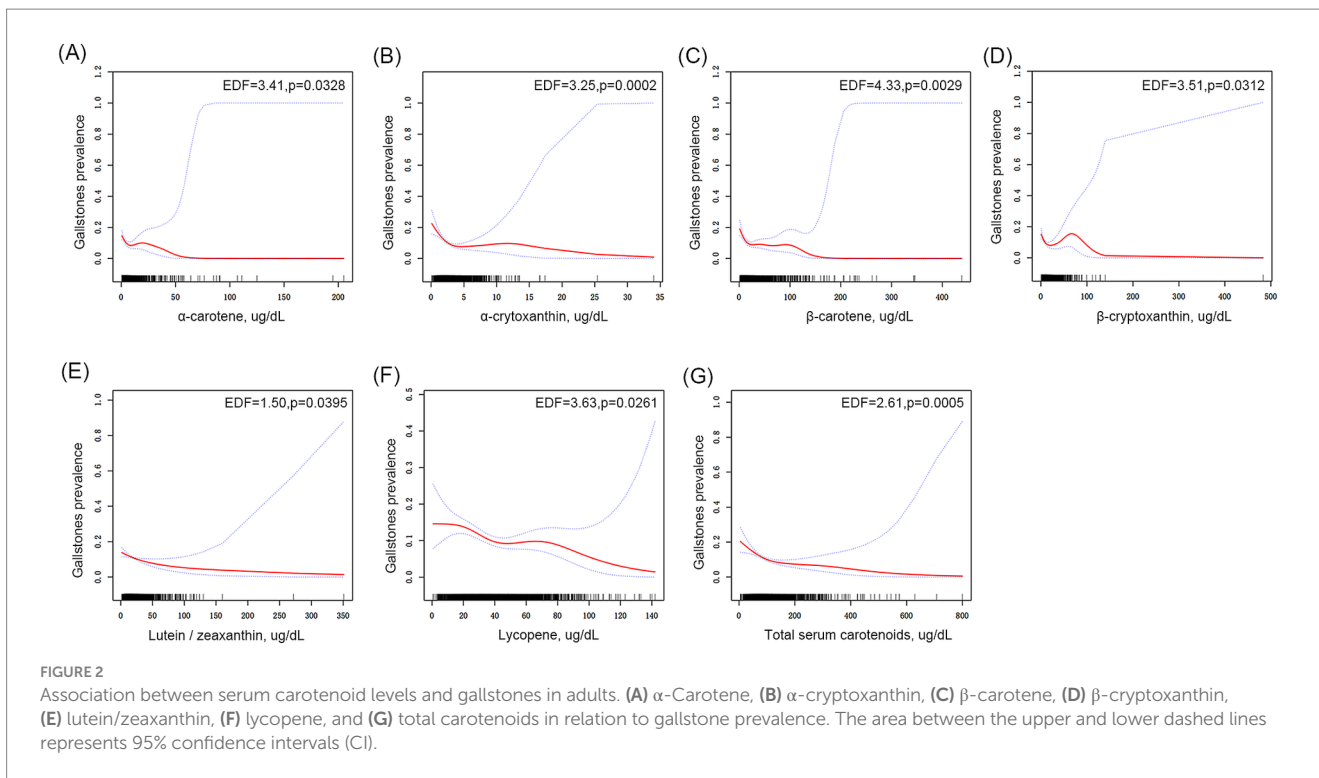 (A)
EDF=3.41,p=0.0328
Gallstones prevalence
0.0 0.2 0.4 0.6 0.8 1.0 1.2
0 50 100 150 200
α-carotene, ug/dL
(B)
EDF=3.25,p=0.0002
Gallstones prevalence
0.0 0.2 0.4 0.6 0.8 1.0 1.2
0 5 10 15 20 25 30 35
α-crytoxanthin, ug/dL
(C)
EDF=4.33,p=0.0029
Gallstones prevalence
0.0 0.2 0.4 0.6 0.8 1.0 1.2
0 100 200 300 400
β-carotene, ug/dL
(D)
EDF=3.51,p=0.0312
Gallstones prevalence
0.0 0.2 0.4 0.6 0.8 1.0 1.2
0 100 200 300 400 500
β-cryptoxanthin, ug/dL
(E)
EDF=1.50,p=0.0395
Gallstones prevalence
0.0 0.2 0.4 0.6 0.8 1.0
0 50 100 150 200 250 300 350
Lutein / zeaxanthin, ug/dL
(F)
EDF=3.63,p=0.0261
Gallstones prevalence
0.0 0.1 0.2 0.3 0.4 0.5
0 20 40 60 80 100 120 140
Lycopene, ug/dL
(G)
EDF=2.61,p=0.0005
Gallstones prevalence
0.0 0.2 0.4 0.6 0.8 1.0
0 200 400 600 800
Total serum carotenoids, ug/dL
FIGURE 2
Association between serum carotenoid levels and gallstones in adults. (A) α-Carotene, (B) α-cryptoxanthin, (C) β-carotene, (D) β-cryptoxanthin,
(E) lutein/zeaxanthin, (F) lycopene, and (G) total carotenoids in relation to gallstone prevalence. The area between the upper and lower dashed lines
represents 95% confidence intervals (CI).